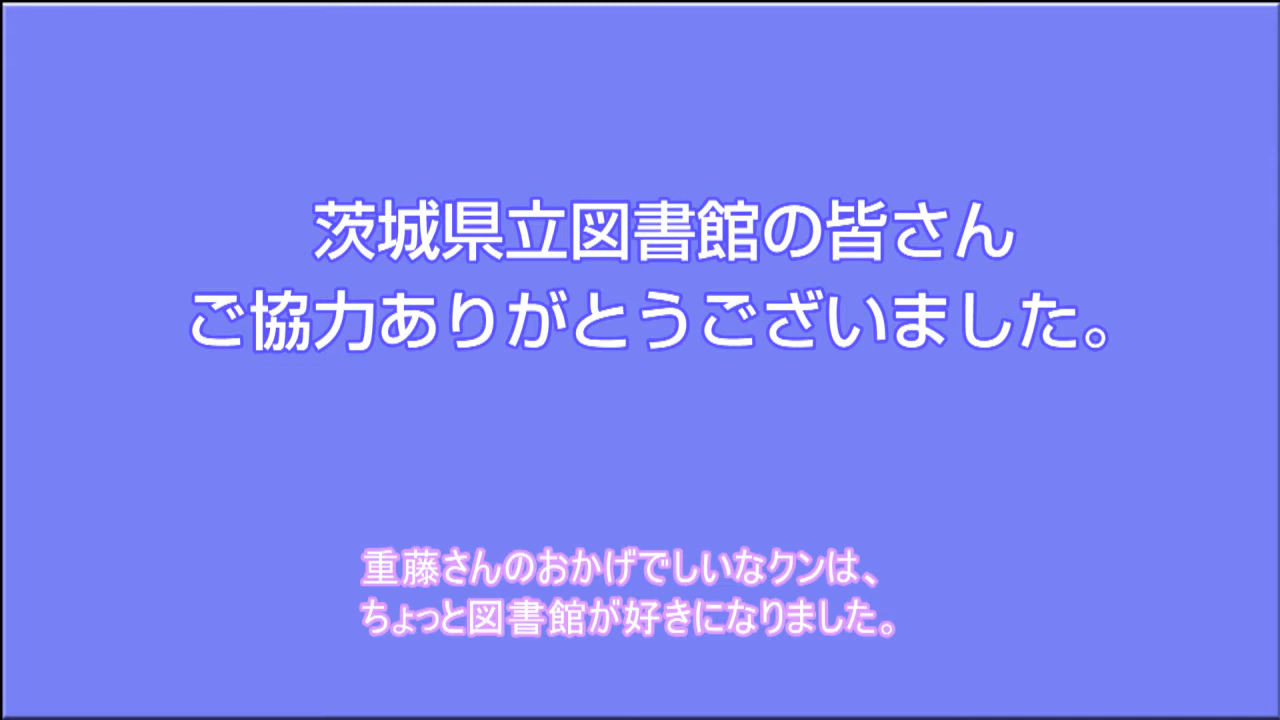 茨城県立図書館の皆さん
ご協力ありがとうございました。
重藤さんのおかげでしいなクンは、
ちょっと図書館が好きになりました。